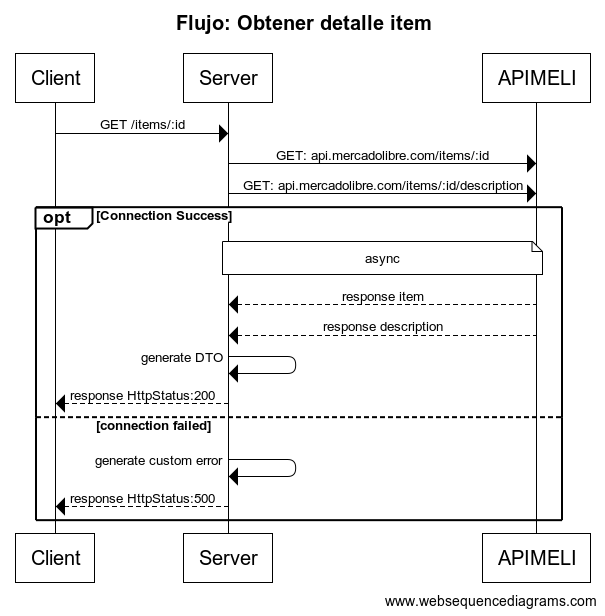 Flujo: Obtener detalle item
Client
Server
APIMELI
GET /items/:id
GET: api.mercadolibre.com/items/:id
GET: api.mercadolibre.com/items/:id/description
opt [Connection Success]
async
response item
response description
generate DTO
response HttpStatus:200
[connection failed]
generate custom error
response HttpStatus:500
Client
Server
APIMELI
www.websequencediagrams.com